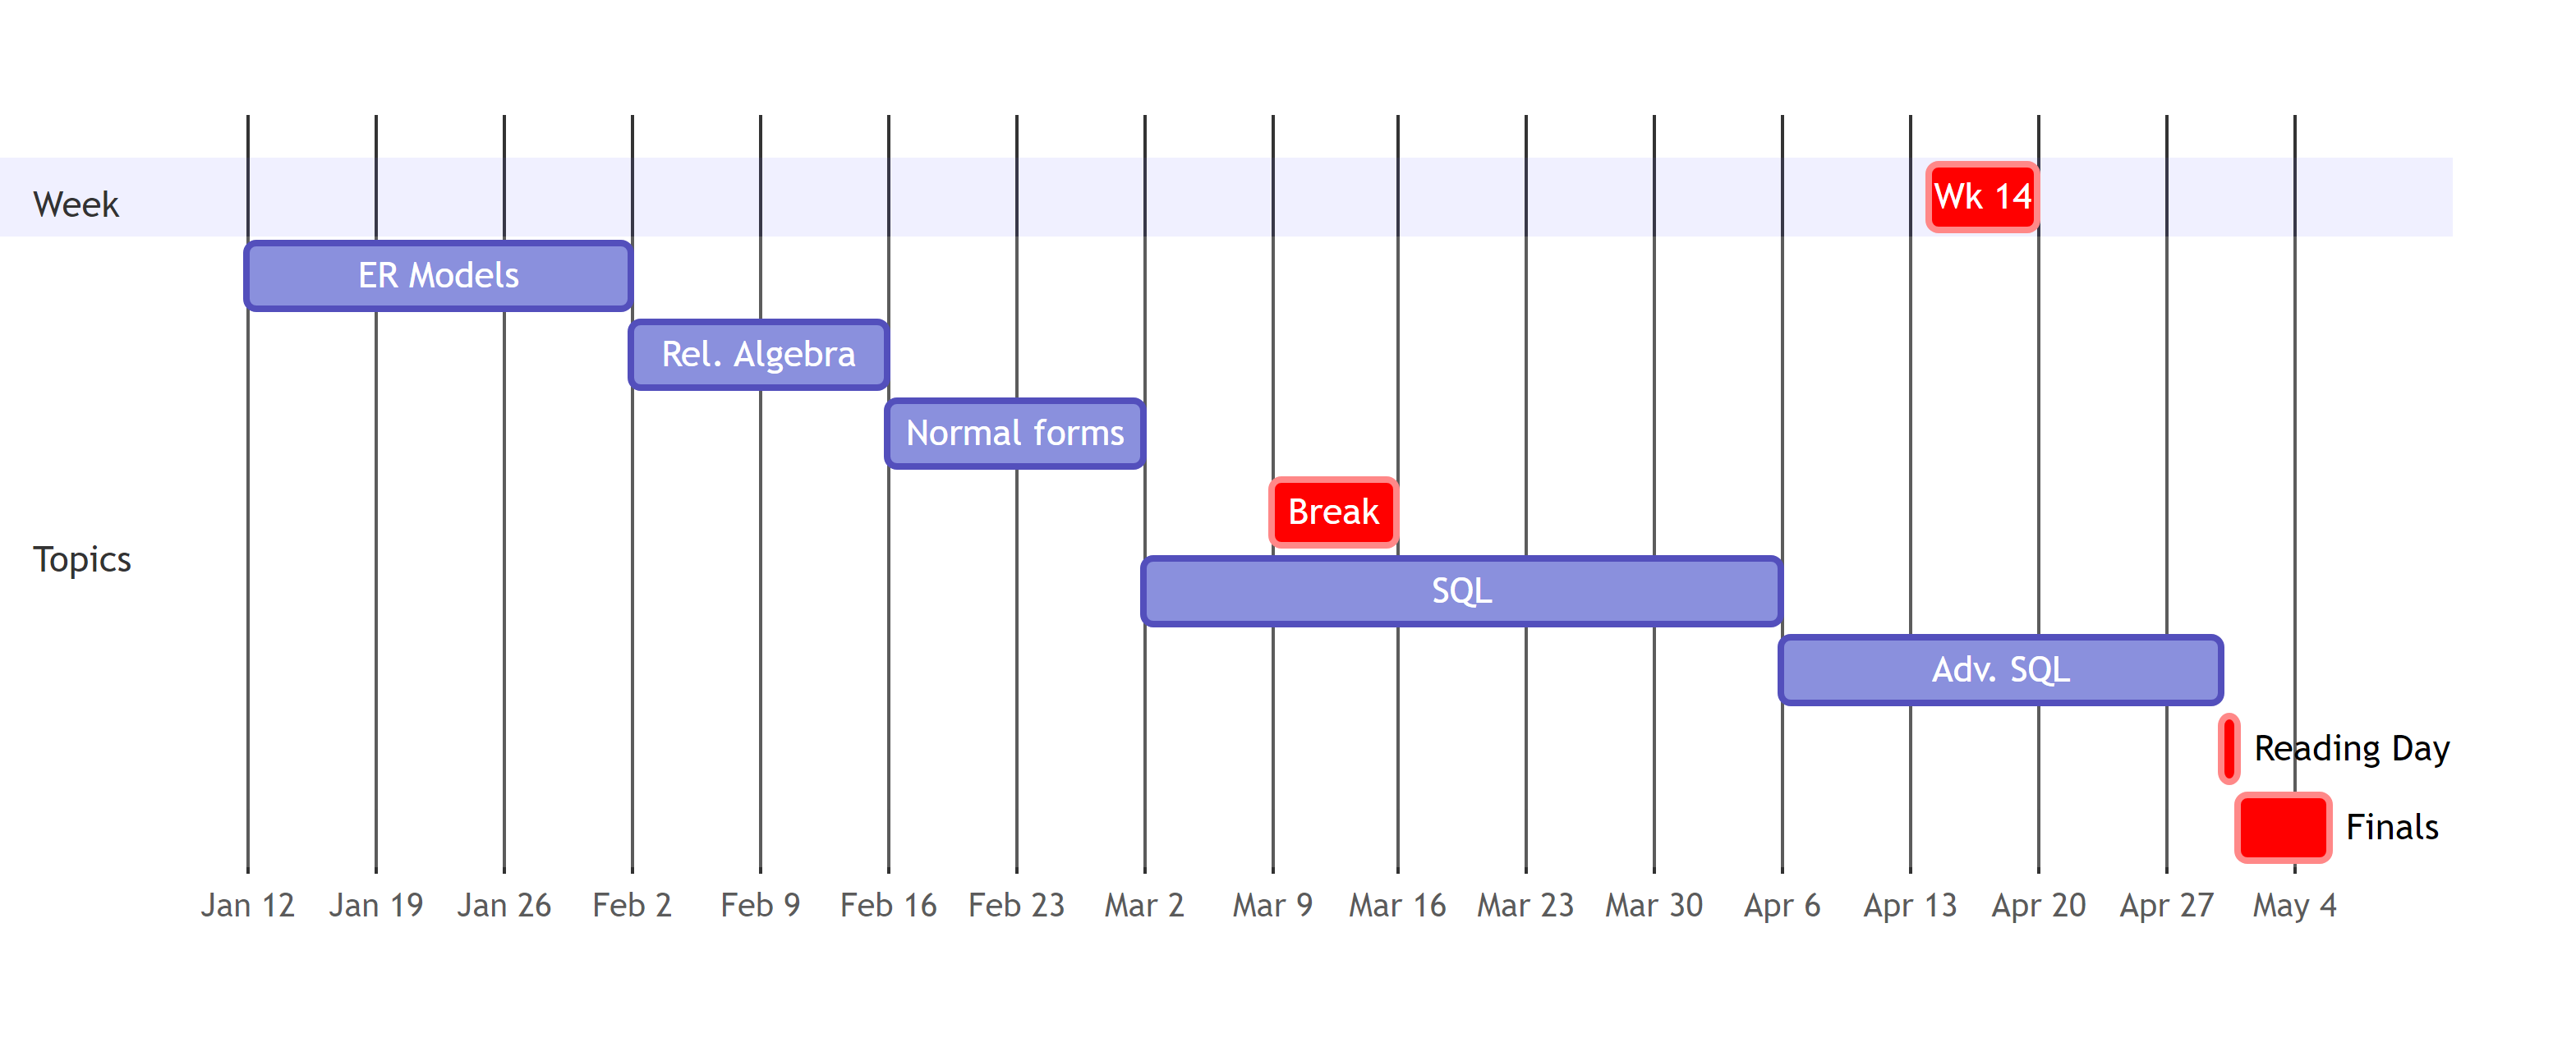 Week
Wk 14
ER Models
Rel. Algebra
Normal forms
Break
Topics
SQL
Adv. SQL
Reading Day
Finals
Jan 12 Jan 19 Jan 26 Feb 2 Feb 9 Feb 16 Feb 23 Mar 2 Mar 9 Mar 16 Mar 23 Mar 30 Apr 6 Apr 13 Apr 20 Apr 27 May 4